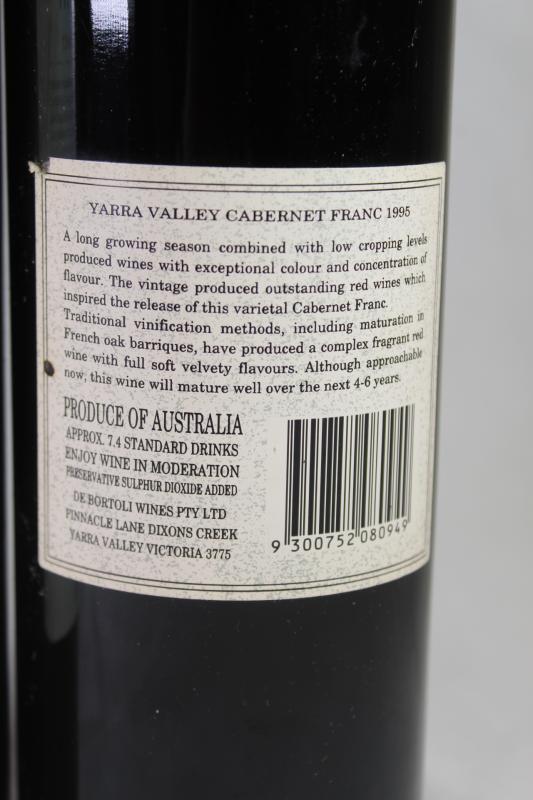 YARRA VALLEY CABERNET FRANC 1995
A long growing season combined with low cropping levels
produced wines with exceptional colour and concentration of
flavour. The vintage produced outstanding red wines which
inspired the release of this varietal Cabernet Franc.
Traditional vinification methods, including maturation in
French oak barriques, have produced a complex fragrant red
wine with full soft velvety flavours. Although approachable
now, this wine will mature well over the next 4-6 years.
PRODUCE OF AUSTRALIA
APPROX. 7.4 STANDARD DRINKS
ENJOY WINE IN MODERATION
PRESERVATIVE SULPHUR DIOXIDE ADDED
DE BORTOLI WINES PTY LTD
PINNACLE LANE DIXONS CREEK
YARRA VALLEY VICTORIA 3775
9 300752 080949